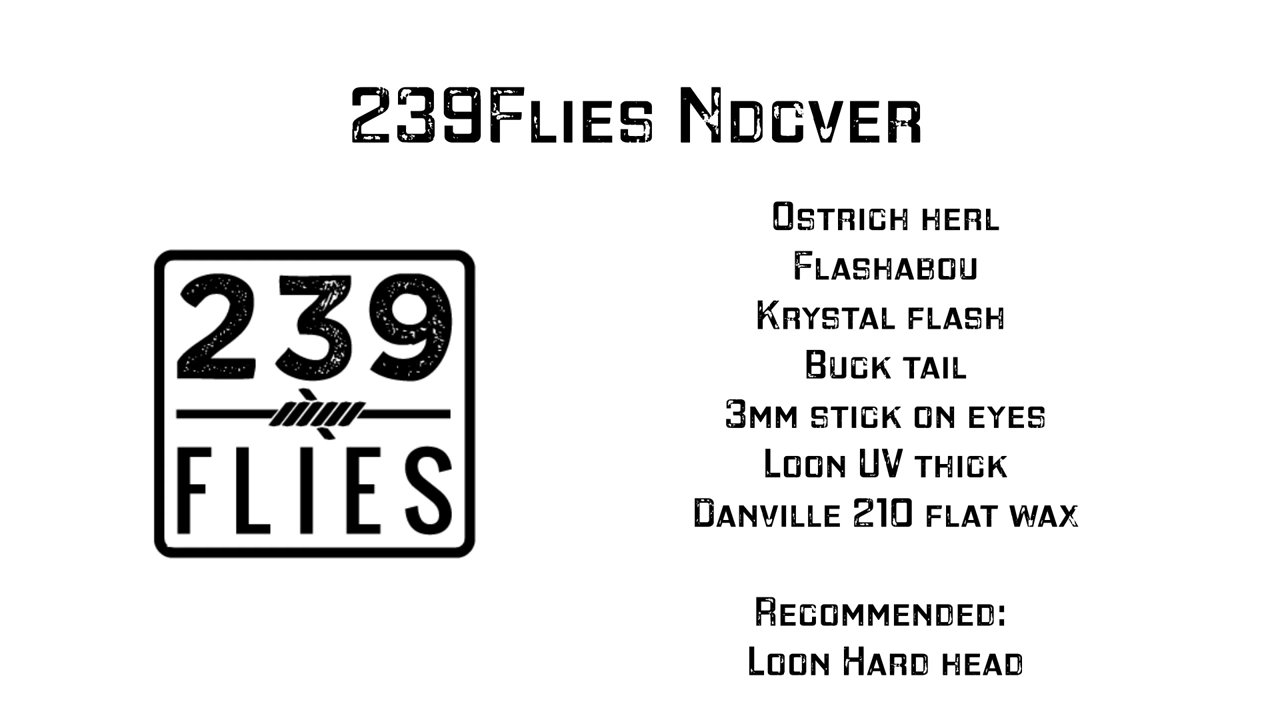 239Flies Ndcver
239
FLIES
Ostrich herl
Flashabou
Krystal flash
Buck tail
3mm stick on eyes
Loon UV thick
Danville 210 flat wax
Recommended:
Loon Hard head